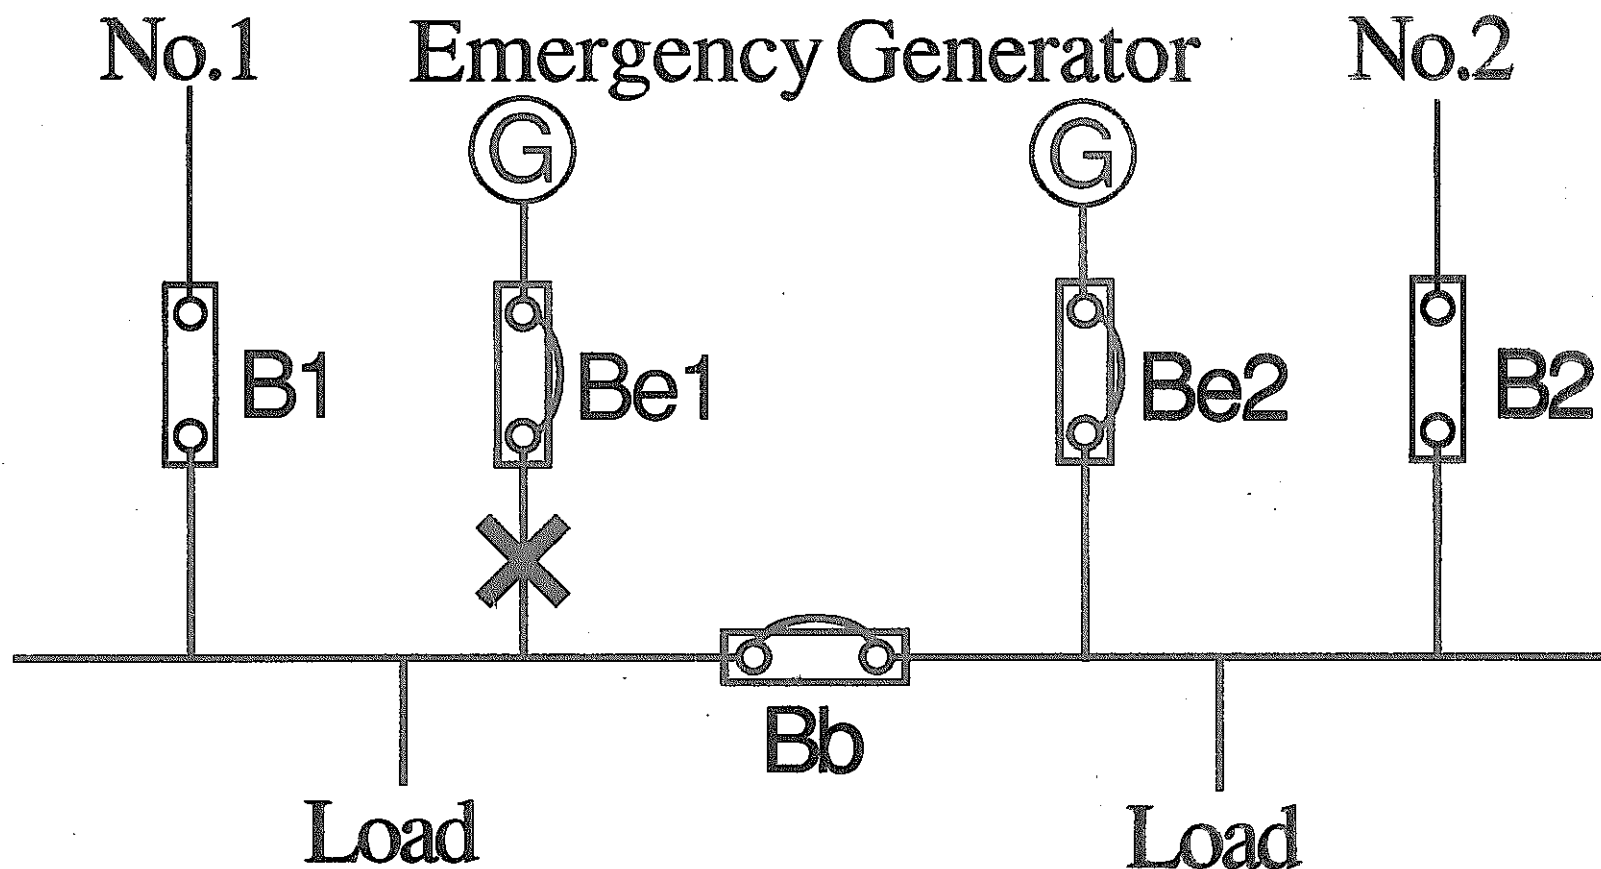 No.1 Emergency Generator No.2
G G
B1 Be1 Be2 B2
Bb
Load Load